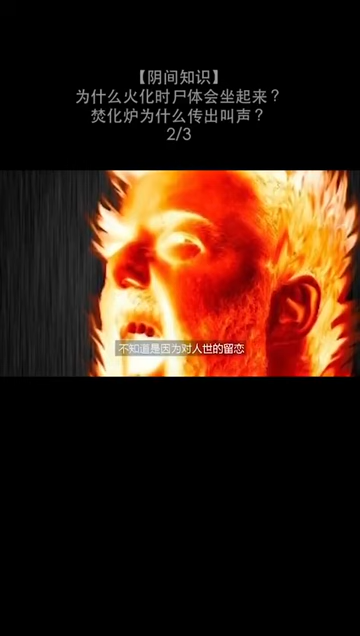 【阴间知识】
为什么火化时尸体会坐起来？
焚化炉为什么传出叫声？
2/3
不知道是因为对人世的留恋